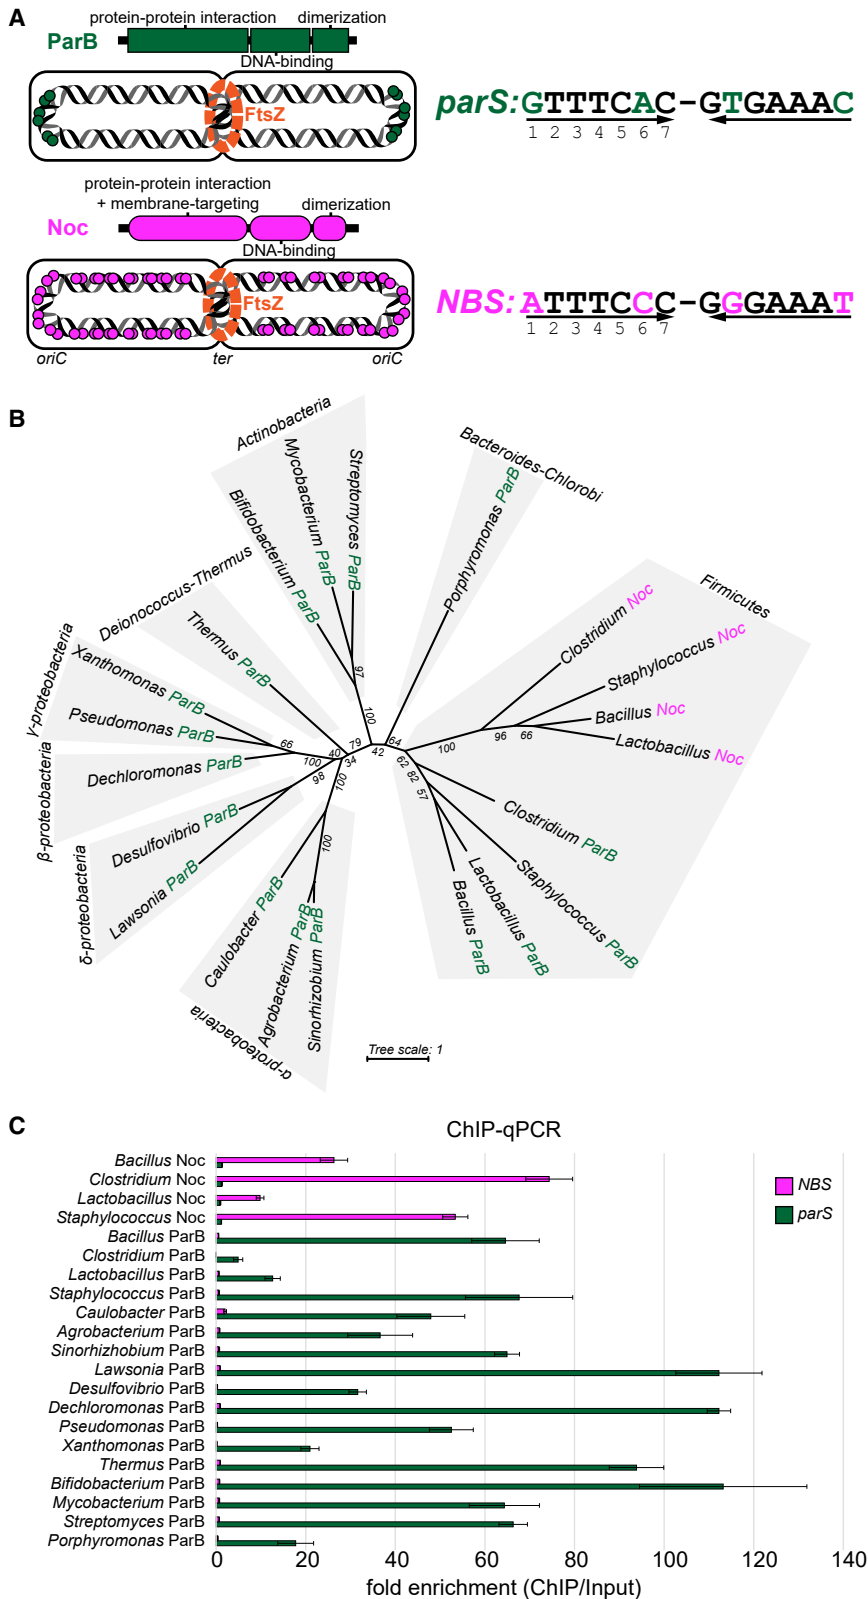 A
protein-protein interaction dimerization
ParB
DNA-binding
FtsZ
parS: GTTTCAC-GTGAAAC
1 2 3 4 5 6 7
protein-protein interaction
+ membrane-targeting dimerization
Noc
DNA-binding
FtsZ
NBS: ATTTCCC-GGGAAAT
1 2 3 4 5 6 7
oriC ter oriC
B
Actinobacteria
Bifidobacterium ParB
Mycobacterium ParB
Streptomyces ParB
Bacteroides-Chlorobi
Porphyromonas ParB
Firmicutes
Clostridium Noc
Staphylococcus Noc
Bacillus Noc
Lactobacillus Noc
Clostridium ParB
Staphylococcus ParB
Lactobacillus ParB
Bacillus ParB
Deionococcus-Thermus
Thermus ParB
γ-proteobacteria
Xanthomonas ParB
Pseudomonas ParB
β-proteobacteria
Dechloromonas ParB
δ-proteobacteria
Desulfovibrio ParB
Lawsonia ParB
α-proteobacteria
Caulobacter ParB
Agrobacterium ParB
Sinorhizobium ParB
97
100
79
42
64
100
96
66
62
82
57
66
100
40
34
98
100
100
Tree scale: 1
C
ChIP-qPCR
Bacillus Noc
Clostridium Noc
Lactobacillus Noc
Staphylococcus Noc
Bacillus ParB
Clostridium ParB
Lactobacillus ParB
Staphylococcus ParB
Caulobacter ParB
Agrobacterium ParB
Sinorhizhobium ParB
Lawsonia ParB
Desulfovibrio ParB
Dechloromonas ParB
Pseudomonas ParB
Xanthomonas ParB
Thermus ParB
Bifidobacterium ParB
Mycobacterium ParB
Streptomyces ParB
Porphyromonas ParB
NBS
parS
0 20 40 60 80 100 120 140
fold enrichment (ChIP/Input)